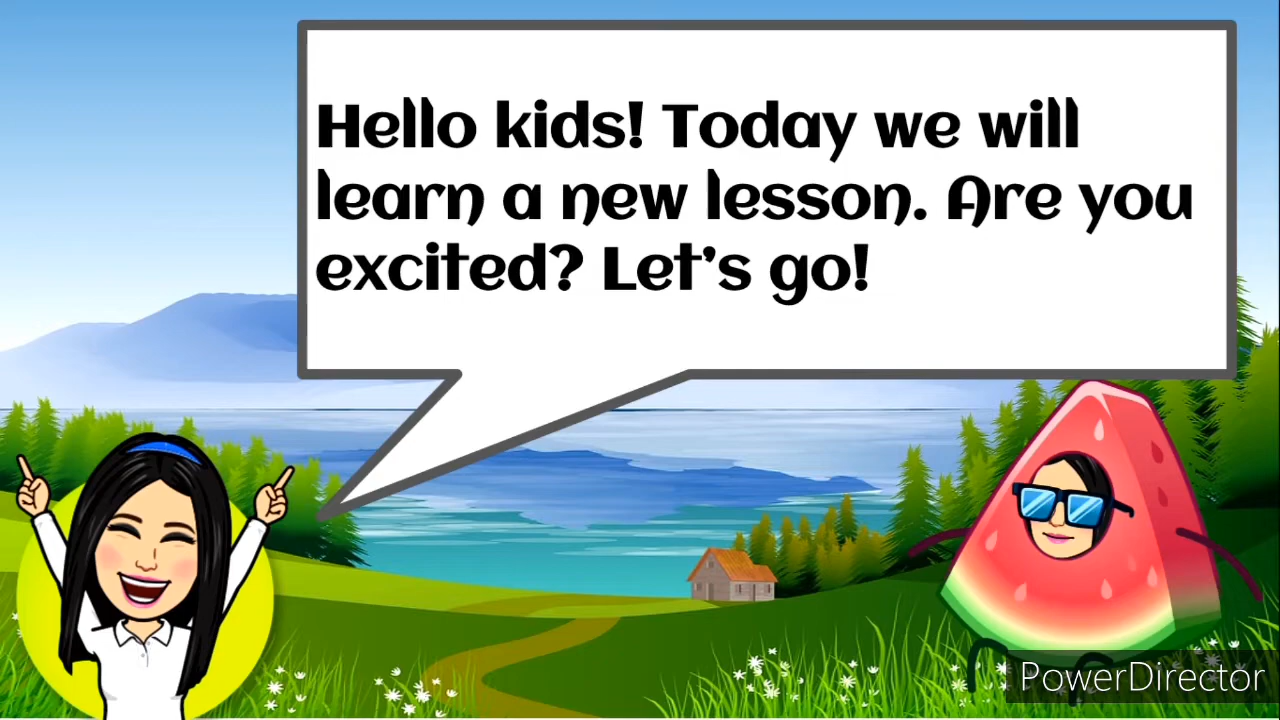 Hello kids! Today we will
learn a new lesson. Are you
excited? Let's go!
PowerDirector